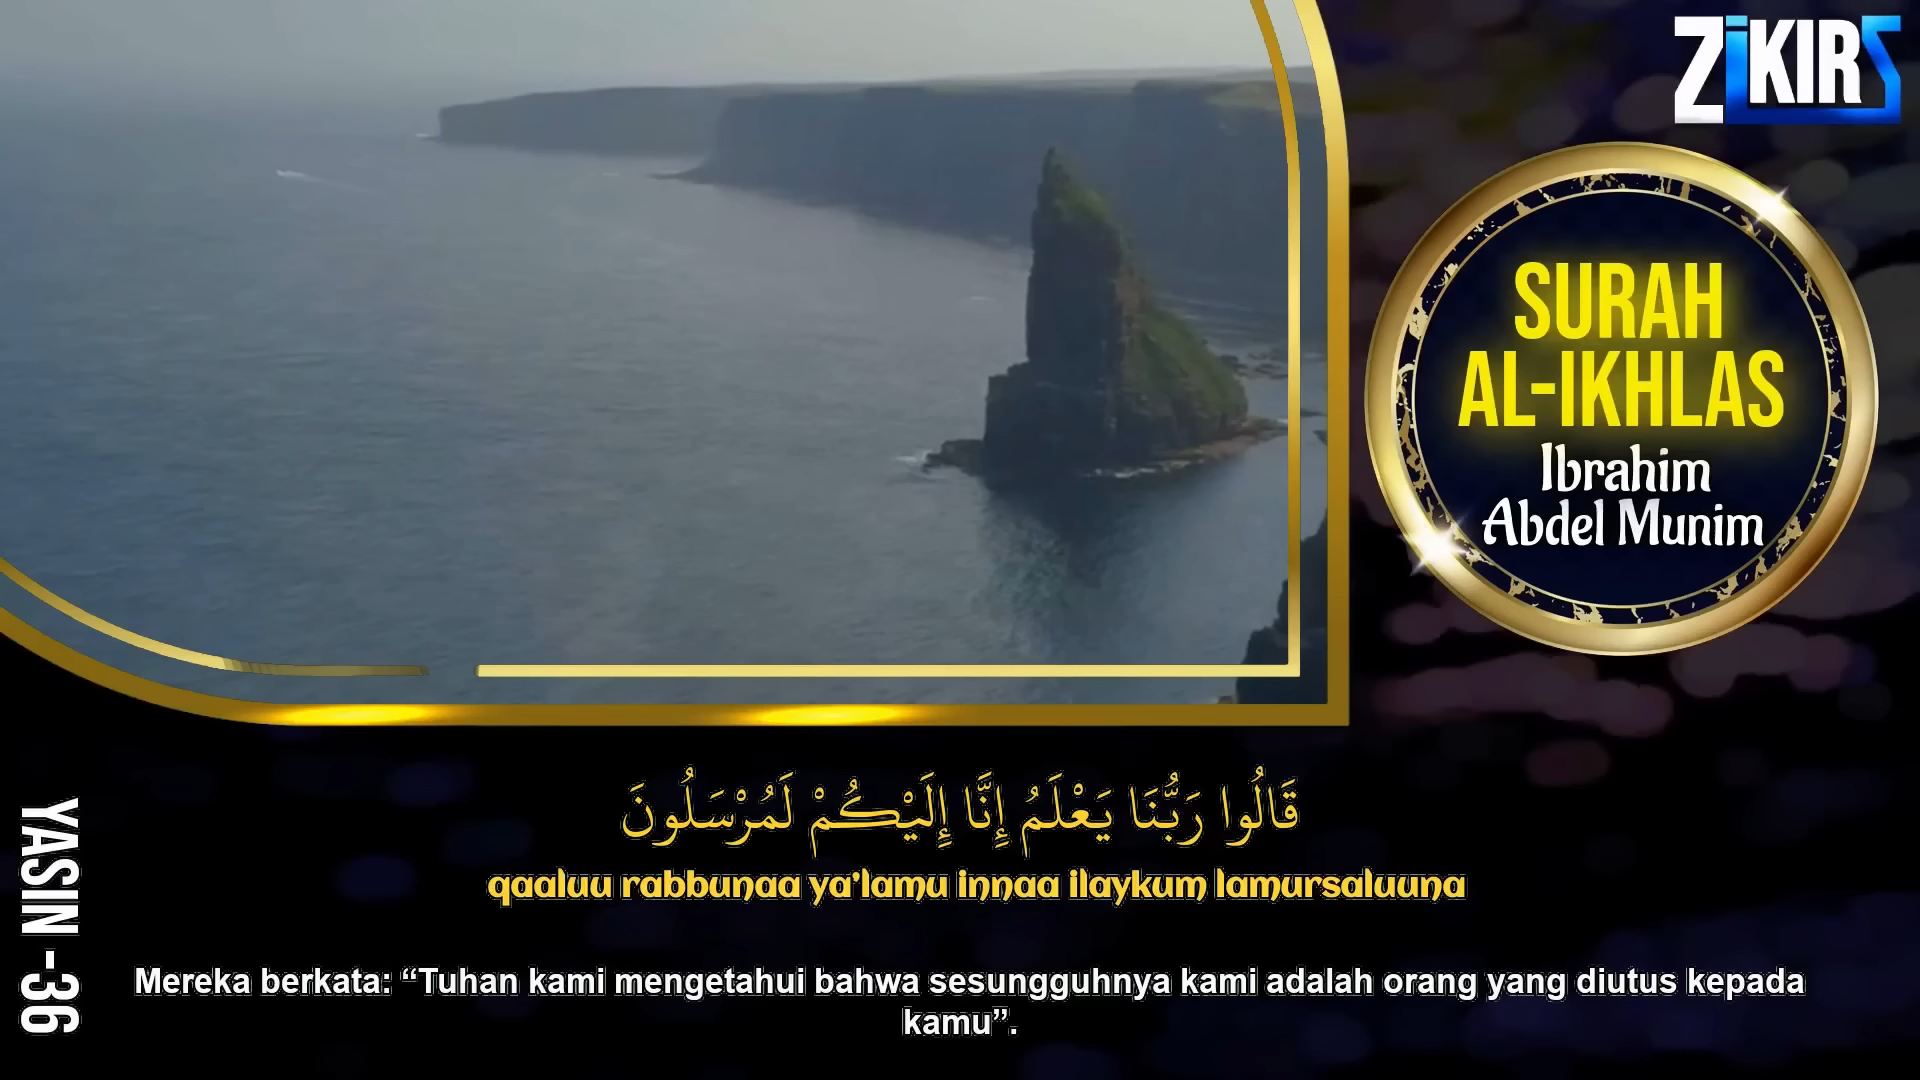 ZiKIRS
SURAH
AL-IKHLAS
Ibrahim
Abdel Munim
قَالُوا رَبُّنَا يَعْلَمُ إِنَّا إِلَيْكُمْ لَمُرْسَلُونَ
qaaluu rabbunaa ya'lamu innaa ilaykum lamursaluuna
YASIN -36
Mereka berkata: “Tuhan kami mengetahui bahwa sesungguhnya kami adalah orang yang diutus kepada
kamu”.